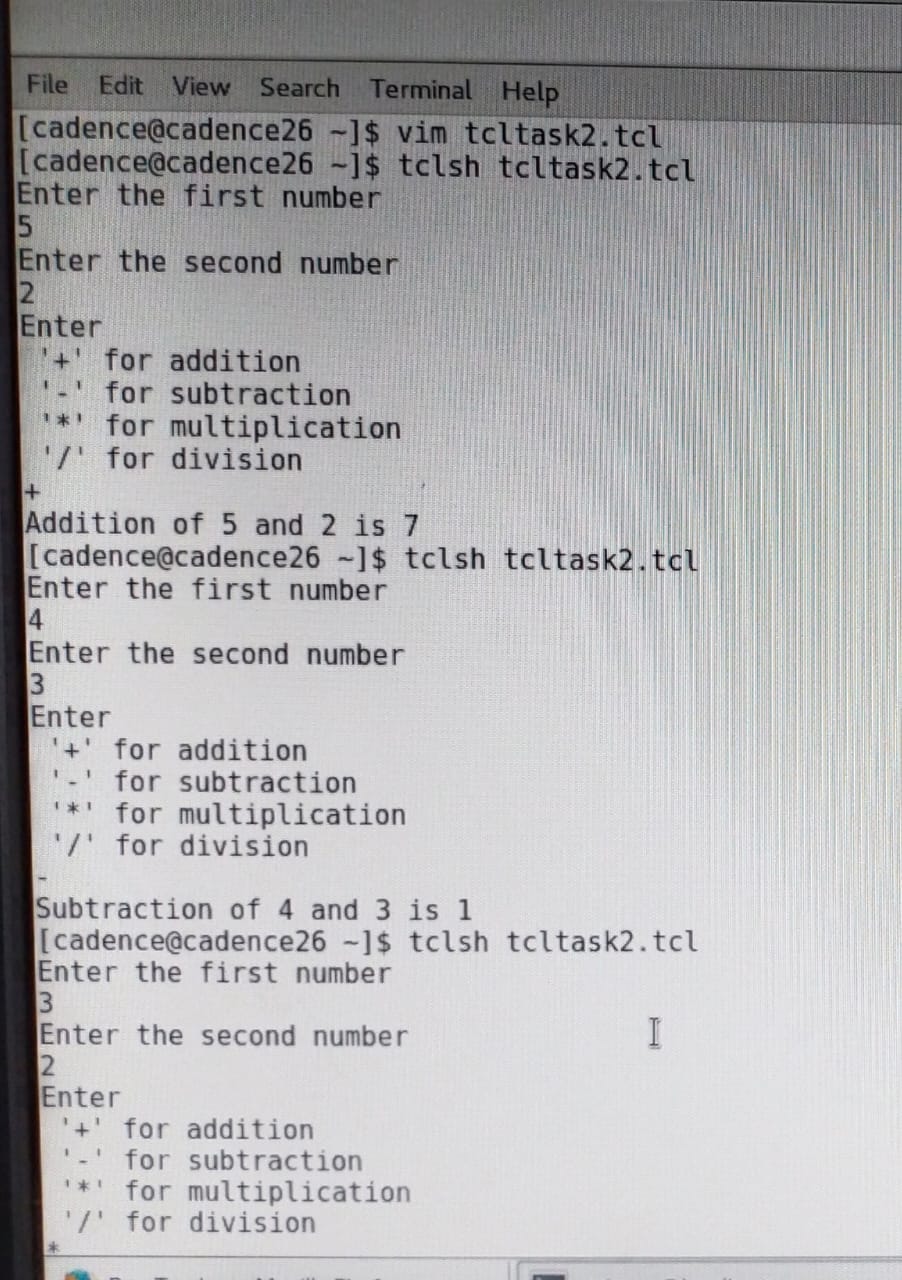 File Edit View Search Terminal Help
[cadence@cadence26 ~]$ vim tcltask2.tcl
[cadence@cadence26 ~]$ tclsh tcltask2.tcl
Enter the first number
5
Enter the second number
2
Enter
 '+' for addition
 '-' for subtraction
 '*' for multiplication
 '/' for division
+
Addition of 5 and 2 is 7
[cadence@cadence26 ~]$ tclsh tcltask2.tcl
Enter the first number
4
Enter the second number
3
Enter
 '+' for addition
 '-' for subtraction
 '*' for multiplication
 '/' for division
-
Subtraction of 4 and 3 is 1
[cadence@cadence26 ~]$ tclsh tcltask2.tcl
Enter the first number
3
Enter the second number
2
Enter
 '+' for addition
 '-' for subtraction
 '*' for multiplication
 '/' for division
*